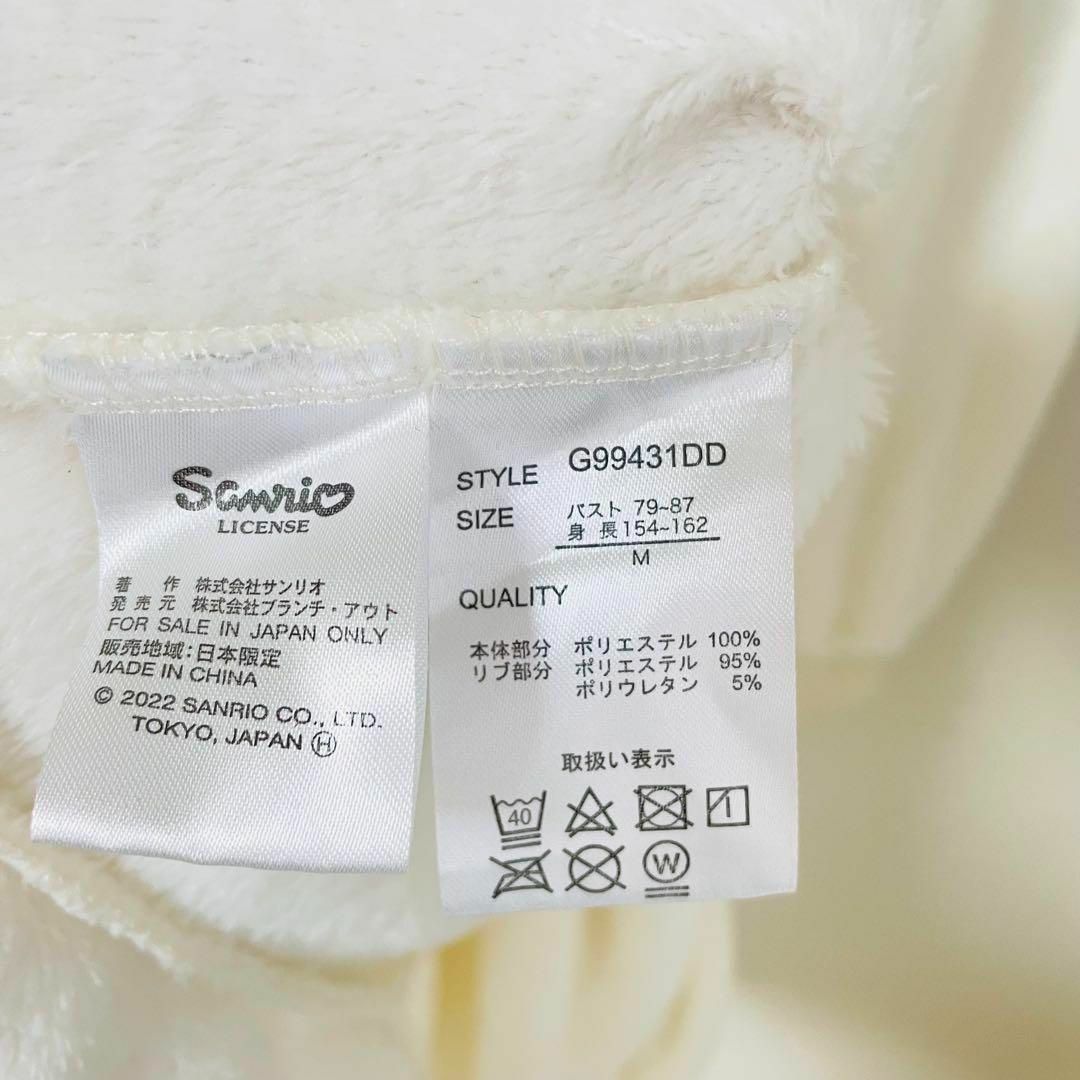 Sanrio
LICENSE
著 作 株式会社サンリオ
発 売 元 株式会社ブランチ・アウト
FOR SALE IN JAPAN ONLY
販売地域:日本限定
MADE IN CHINA
© 2022 SANRIO CO., LTD.
TOKYO, JAPAN Ⓗ
STYLE G99431DD
SIZE バスト 79~87
身 長 154~162
M
QUALITY
本体部分 ポリエステル 100%
リブ部分 ポリエステル 95%
ポリウレタン 5%
取扱い表示
40
W